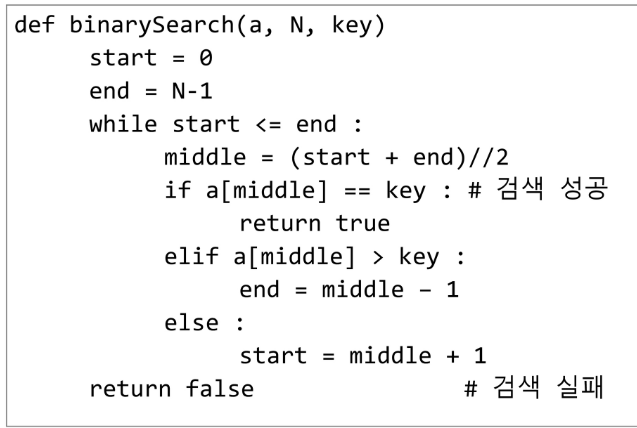 def binarySearch(a, N, key)
start = 0
end = N-1
while start <= end :
middle = (start + end)//2
if a[middle] == key : # 검색 성공
return true
elif a[middle] > key :
end = middle – 1
else :
start = middle + 1
return false # 검색 실패